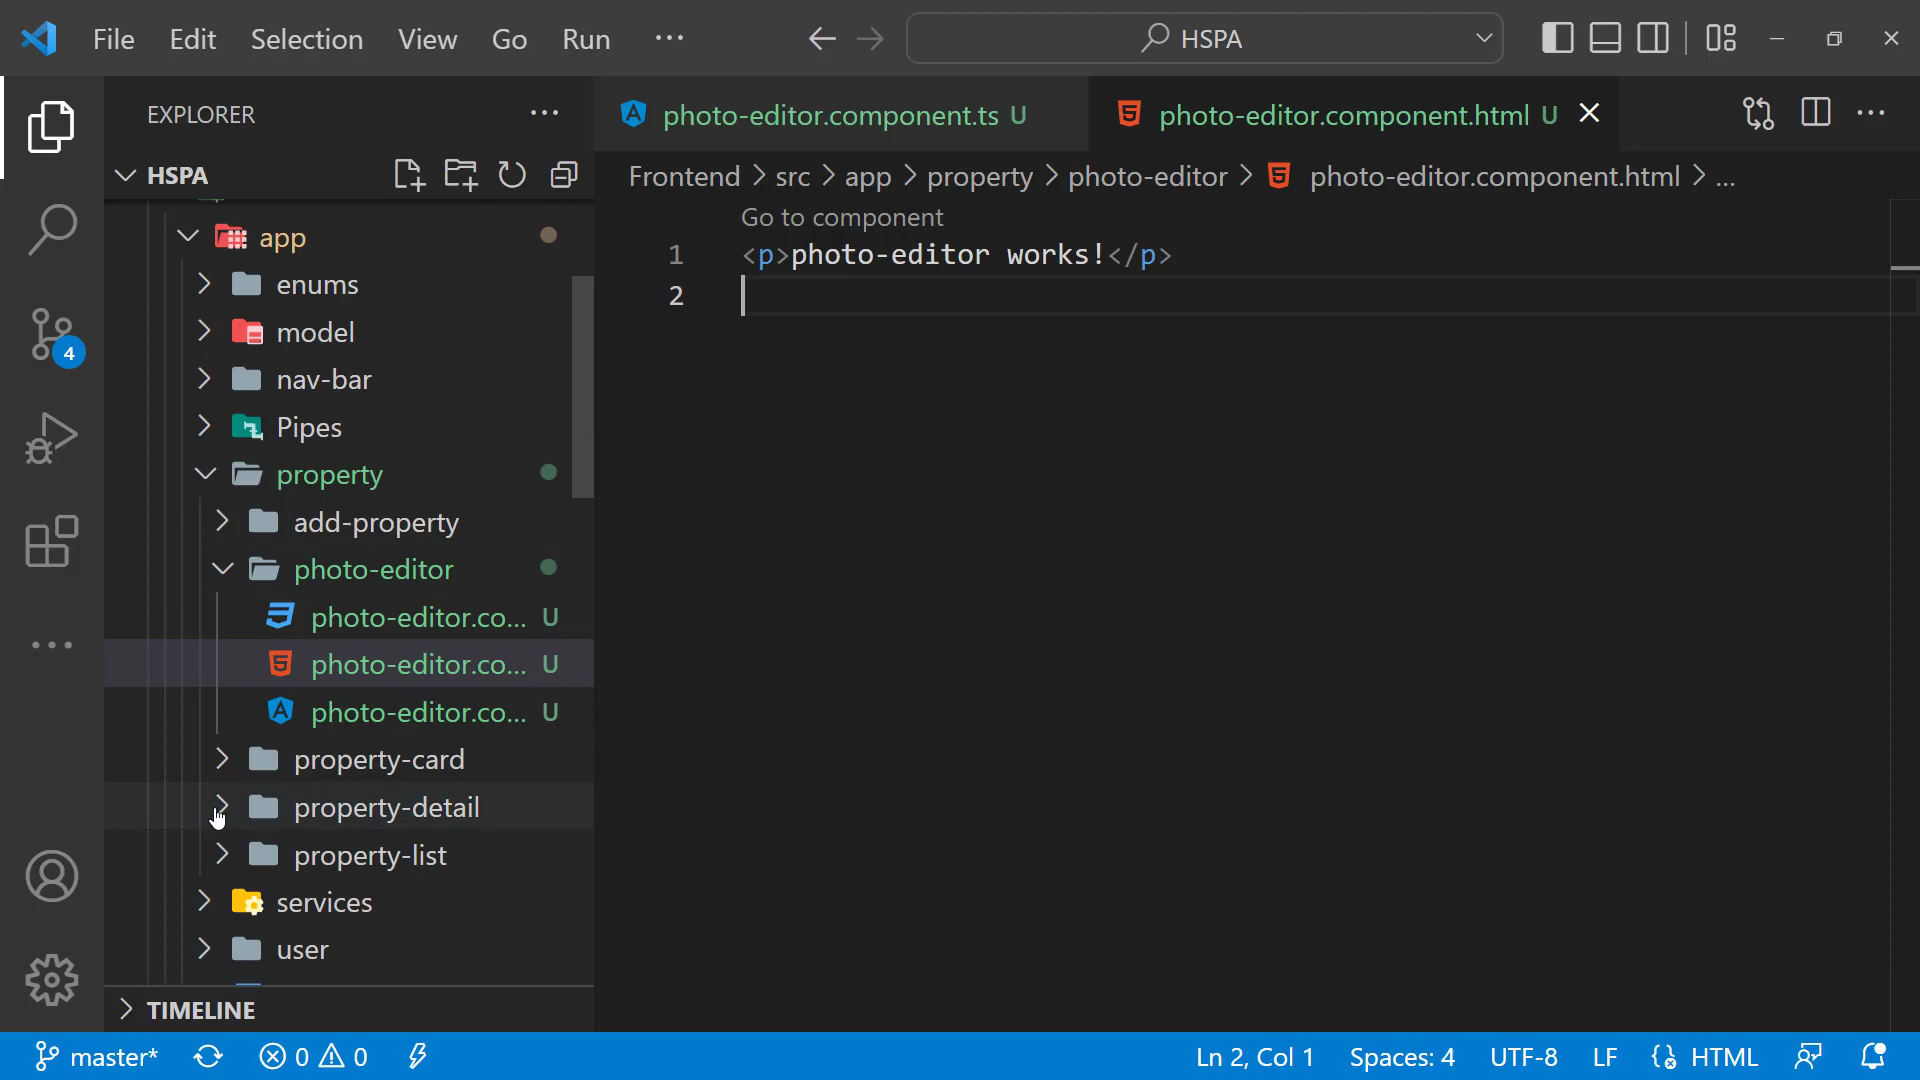 File Edit Selection View Go Run ··· HSPA
EXPLORER ···
photo-editor.component.ts U photo-editor.component.html U ···
HSPA
Frontend > src > app > property > photo-editor > photo-editor.component.html > ...
Go to component
1 <p>photo-editor works!</p>
2
app
enums
model
nav-bar
Pipes
property
add-property
photo-editor
photo-editor.co... U
photo-editor.co... U
photo-editor.co... U
property-card
property-detail
property-list
services
user
TIMELINE
4
master* 0 0 Ln 2, Col 1 Spaces: 4 UTF-8 LF HTML